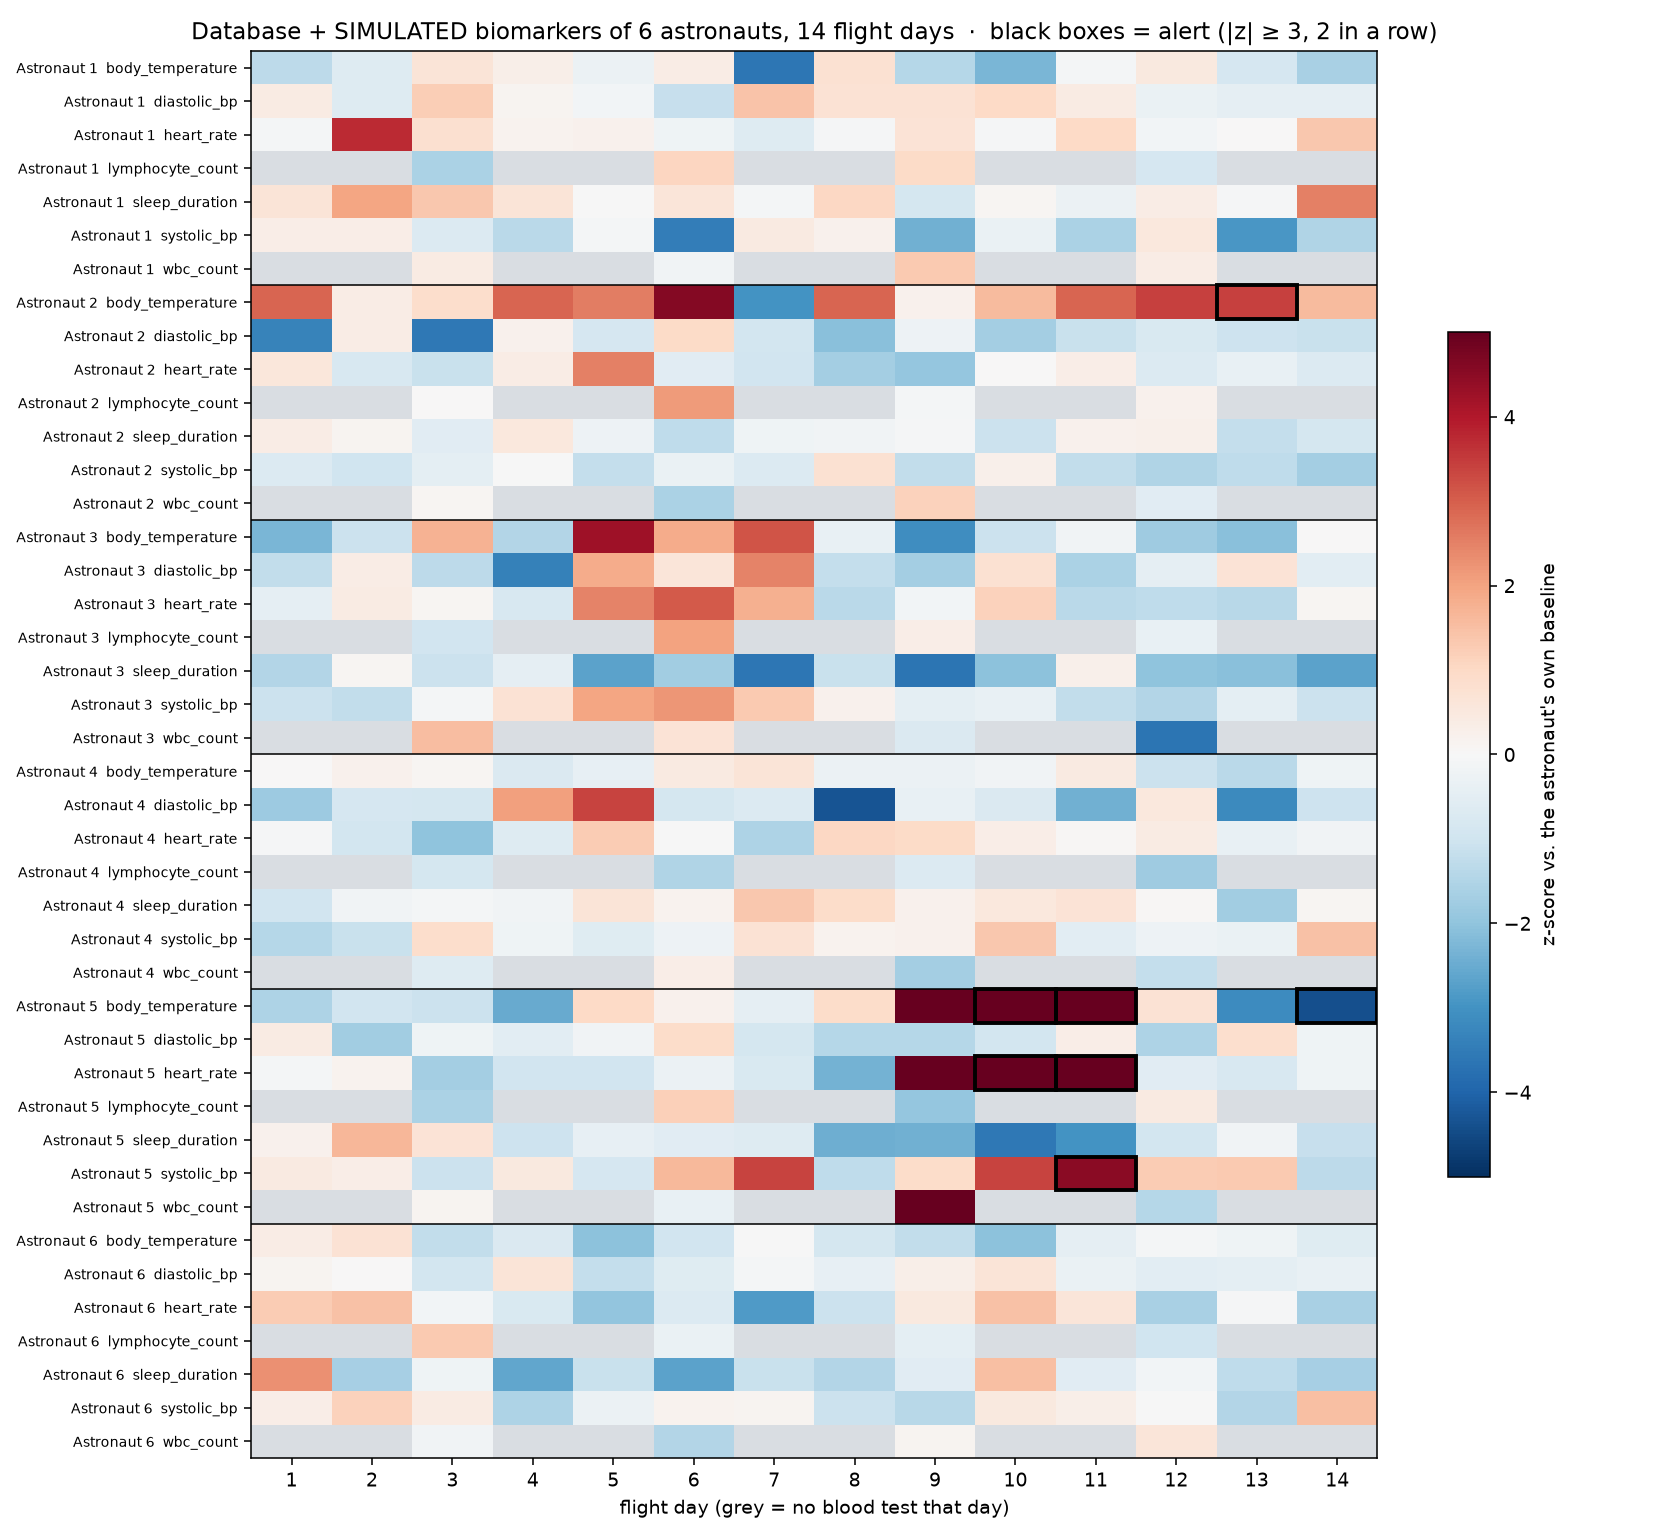 Database + SIMULATED biomarkers of 6 astronauts, 14 flight days · black boxes = alert (|z| ≥ 3, 2 in a row)
Astronaut 1 body_temperature
Astronaut 1 diastolic_bp
Astronaut 1 heart_rate
Astronaut 1 lymphocyte_count
Astronaut 1 sleep_duration
Astronaut 1 systolic_bp
Astronaut 1 wbc_count
Astronaut 2 body_temperature
Astronaut 2 diastolic_bp
Astronaut 2 heart_rate
Astronaut 2 lymphocyte_count
Astronaut 2 sleep_duration
Astronaut 2 systolic_bp
Astronaut 2 wbc_count
Astronaut 3 body_temperature
Astronaut 3 diastolic_bp
Astronaut 3 heart_rate
Astronaut 3 lymphocyte_count
Astronaut 3 sleep_duration
Astronaut 3 systolic_bp
Astronaut 3 wbc_count
Astronaut 4 body_temperature
Astronaut 4 diastolic_bp
Astronaut 4 heart_rate
Astronaut 4 lymphocyte_count
Astronaut 4 sleep_duration
Astronaut 4 systolic_bp
Astronaut 4 wbc_count
Astronaut 5 body_temperature
Astronaut 5 diastolic_bp
Astronaut 5 heart_rate
Astronaut 5 lymphocyte_count
Astronaut 5 sleep_duration
Astronaut 5 systolic_bp
Astronaut 5 wbc_count
Astronaut 6 body_temperature
Astronaut 6 diastolic_bp
Astronaut 6 heart_rate
Astronaut 6 lymphocyte_count
Astronaut 6 sleep_duration
Astronaut 6 systolic_bp
Astronaut 6 wbc_count
1 2 3 4 5 6 7 8 9 10 11 12 13 14
flight day (grey = no blood test that day)
4
2
0
−2
−4
z-score vs. the astronaut's own baseline